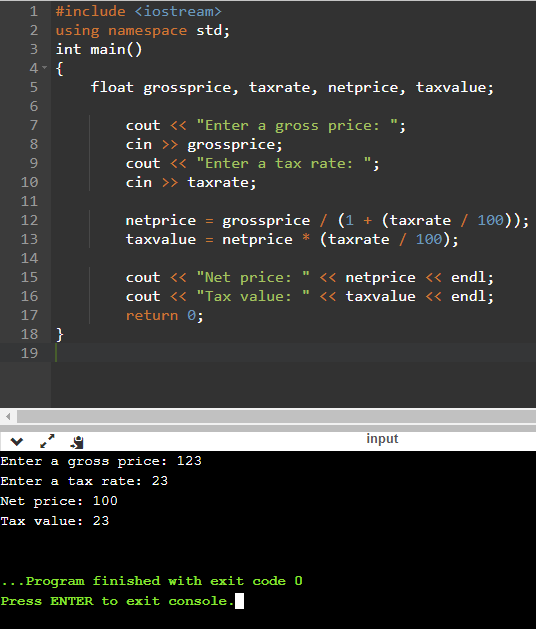 1 #include <iostream>
2 using namespace std;
3 int main()
4 {
5 float grossprice, taxrate, netprice, taxvalue;
6
7 cout << "Enter a gross price: ";
8 cin >> grossprice;
9 cout << "Enter a tax rate: ";
10 cin >> taxrate;
11
12 netprice = grossprice / (1 + (taxrate / 100));
13 taxvalue = netprice * (taxrate / 100);
14
15 cout << "Net price: " << netprice << endl;
16 cout << "Tax value: " << taxvalue << endl;
17 return 0;
18 }
19
input
Enter a gross price: 123
Enter a tax rate: 23
Net price: 100
Tax value: 23
...Program finished with exit code 0
Press ENTER to exit console.